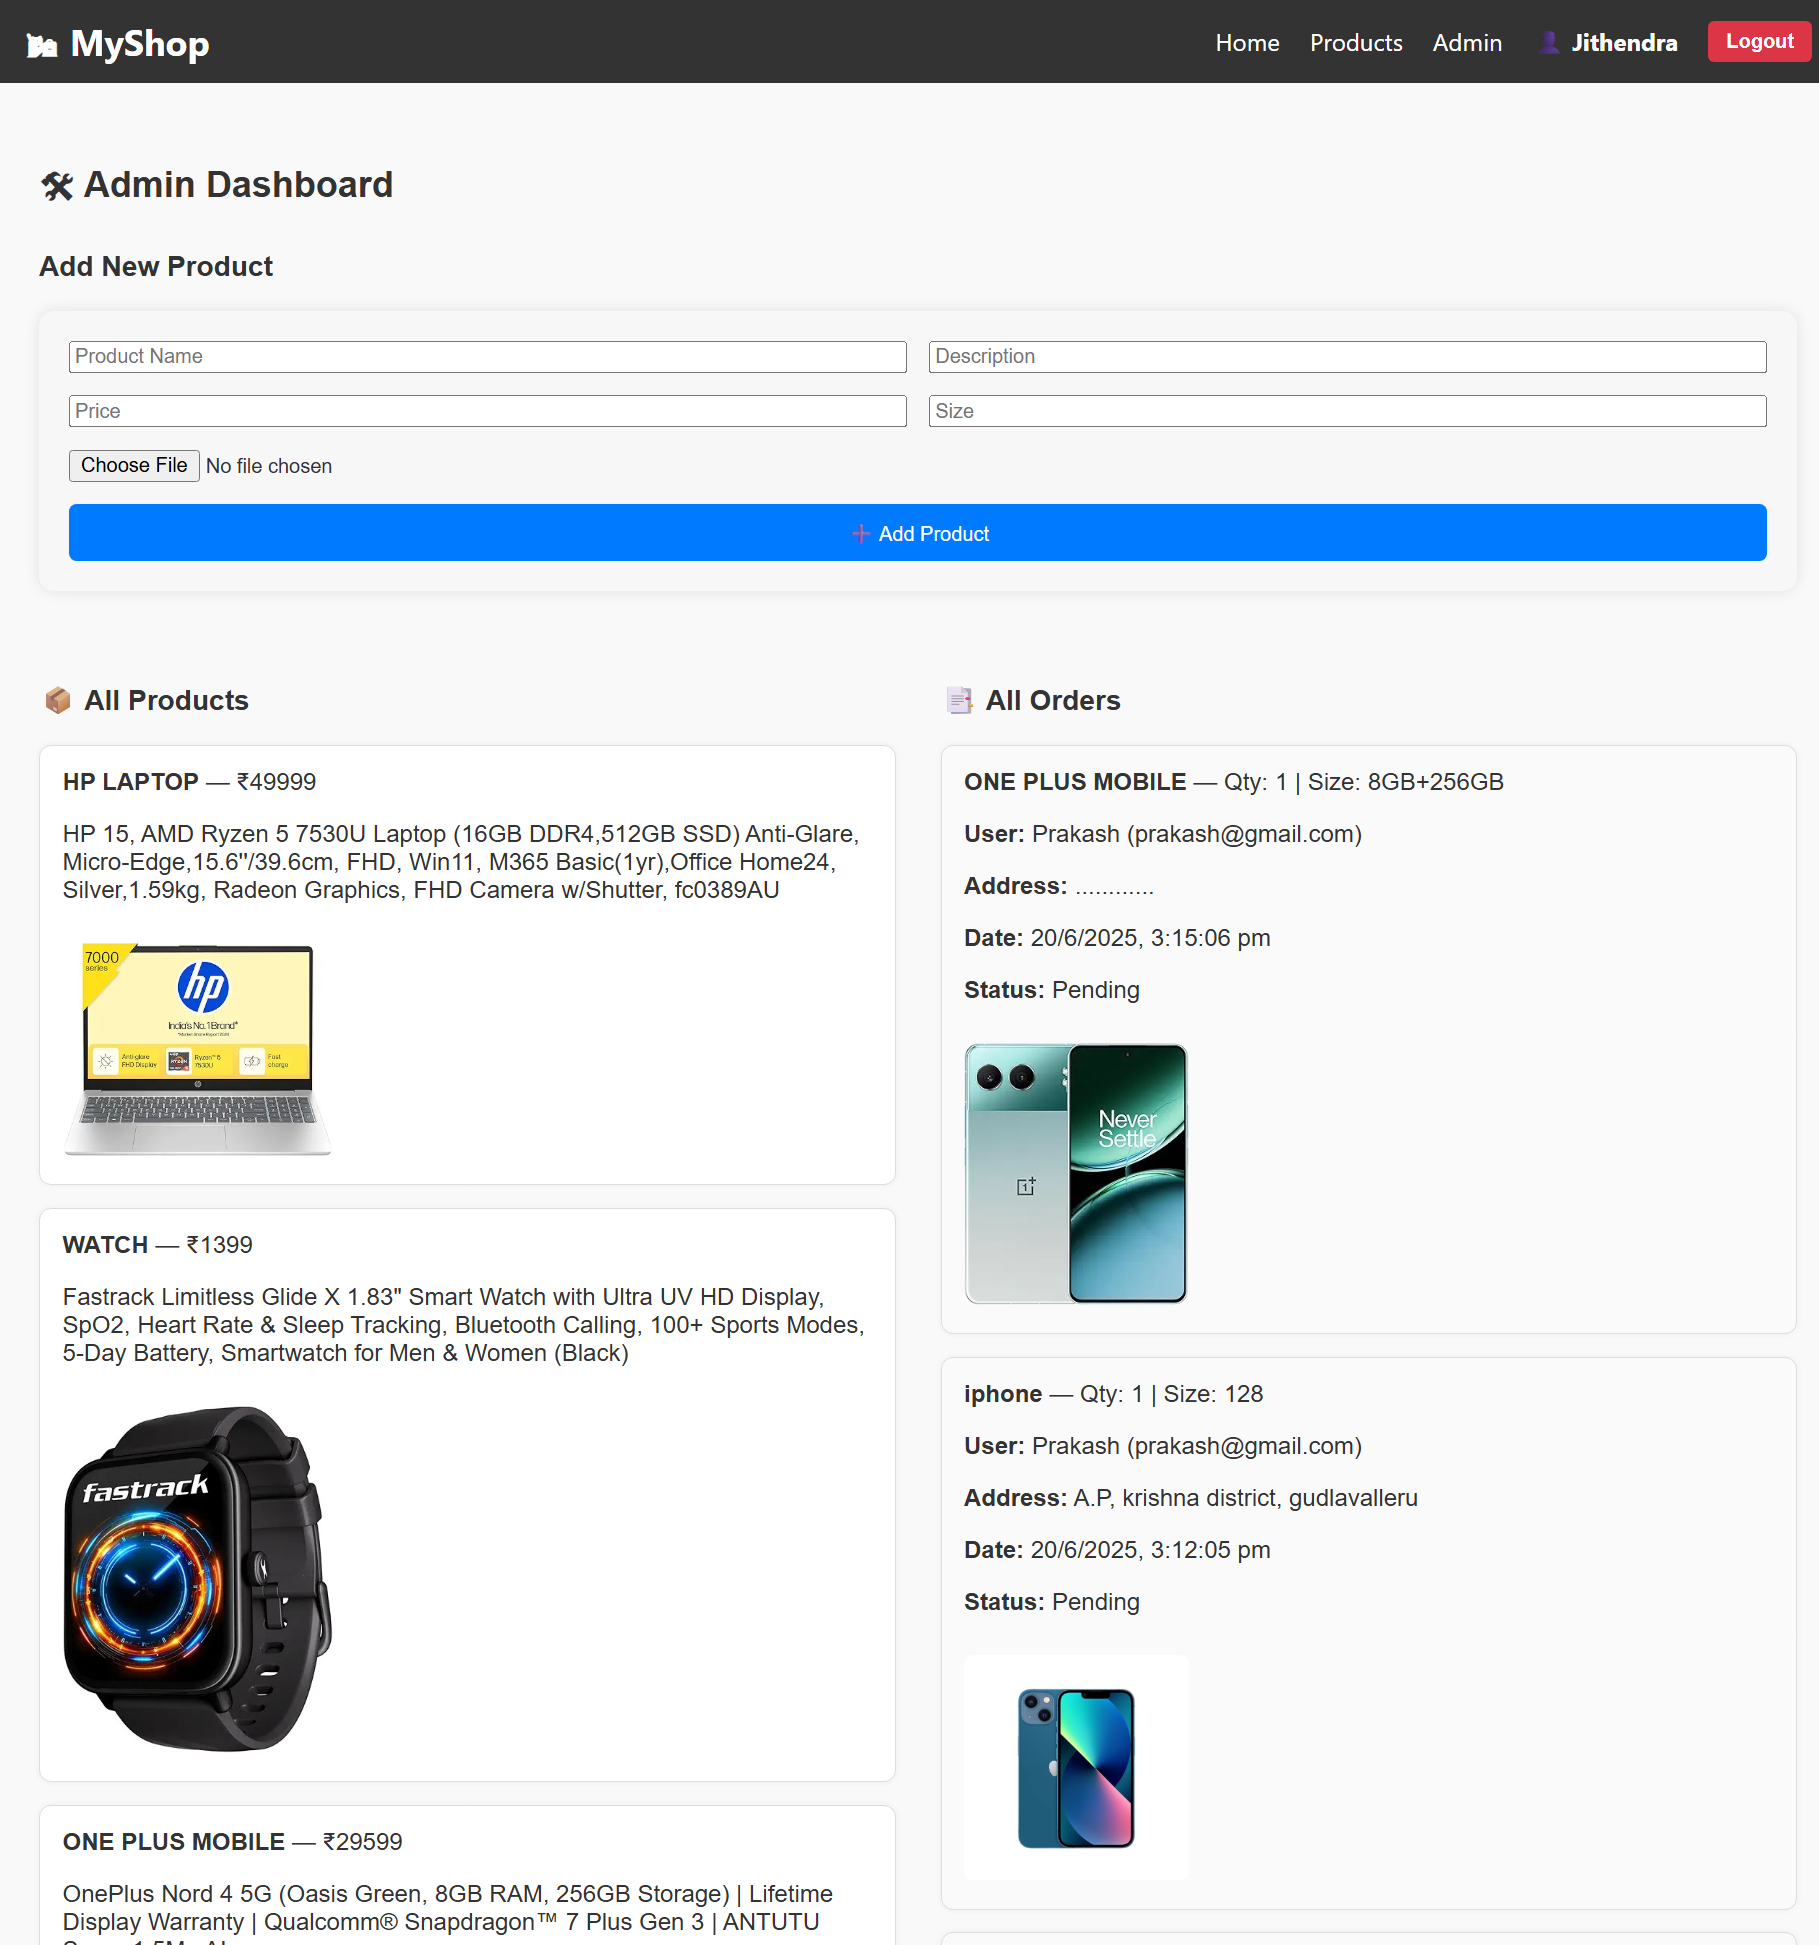 MyShop
Home Products Admin Jithendra Logout
Admin Dashboard
Add New Product
Product Name
Description
Price
Size
Choose File No file chosen
Add Product
All Products
HP LAPTOP — ₹49999
HP 15, AMD Ryzen 5 7530U Laptop (16GB DDR4,512GB SSD) Anti-Glare,
Micro-Edge,15.6''/39.6cm, FHD, Win11, M365 Basic(1yr),Office Home24,
Silver,1.59kg, Radeon Graphics, FHD Camera w/Shutter, fc0389AU
7000
series
hp
India's No. 1 Brand*
Anti-glare
FHD Display
Ryzen™ 5
7530U
Fast
charge
WATCH — ₹1399
Fastrack Limitless Glide X 1.83" Smart Watch with Ultra UV HD Display,
SpO2, Heart Rate & Sleep Tracking, Bluetooth Calling, 100+ Sports Modes,
5-Day Battery, Smartwatch for Men & Women (Black)
fastrack
ONE PLUS MOBILE — ₹29599
OnePlus Nord 4 5G (Oasis Green, 8GB RAM, 256GB Storage) | Lifetime
Display Warranty | Qualcomm® Snapdragon™ 7 Plus Gen 3 | ANTUTU
All Orders
ONE PLUS MOBILE — Qty: 1 | Size: 8GB+256GB
User: Prakash (prakash@gmail.com)
Address: ............
Date: 20/6/2025, 3:15:06 pm
Status: Pending
Never
Settle
iphone — Qty: 1 | Size: 128
User: Prakash (prakash@gmail.com)
Address: A.P, krishna district, gudlavalleru
Date: 20/6/2025, 3:12:05 pm
Status: Pending